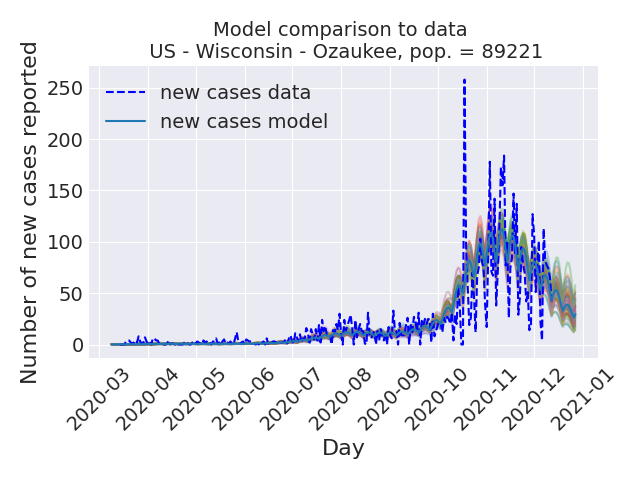 Model comparison to data
US - Wisconsin - Ozaukee, pop. = 89221
new cases data
new cases model
Number of new cases reported
250
200
150
100
50
0
2020-03
2020-04
2020-05
2020-06
2020-07
2020-08
2020-09
2020-10
2020-11
2020-12
2021-01
Day